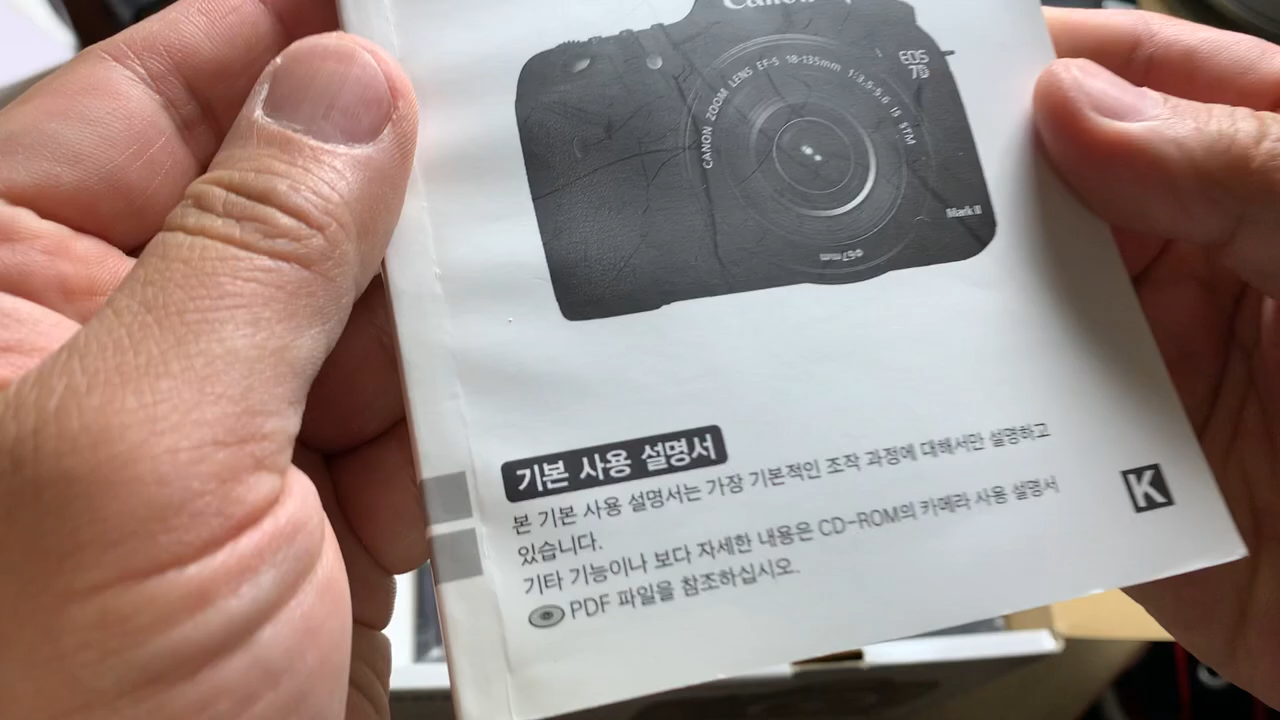 Canon
EOS
7D
CANON ZOOM LENS EF-S 18-135mm 1:3.5-5.6 IS STM
Mark II
Φ67mm
기본 사용 설명서
본 기본 사용 설명서는 가장 기본적인 조작 과정에 대해서만 설명하고
있습니다.
기타 기능이나 보다 자세한 내용은 CD-ROM의 카메라 사용 설명서
PDF 파일을 참조하십시오.
K